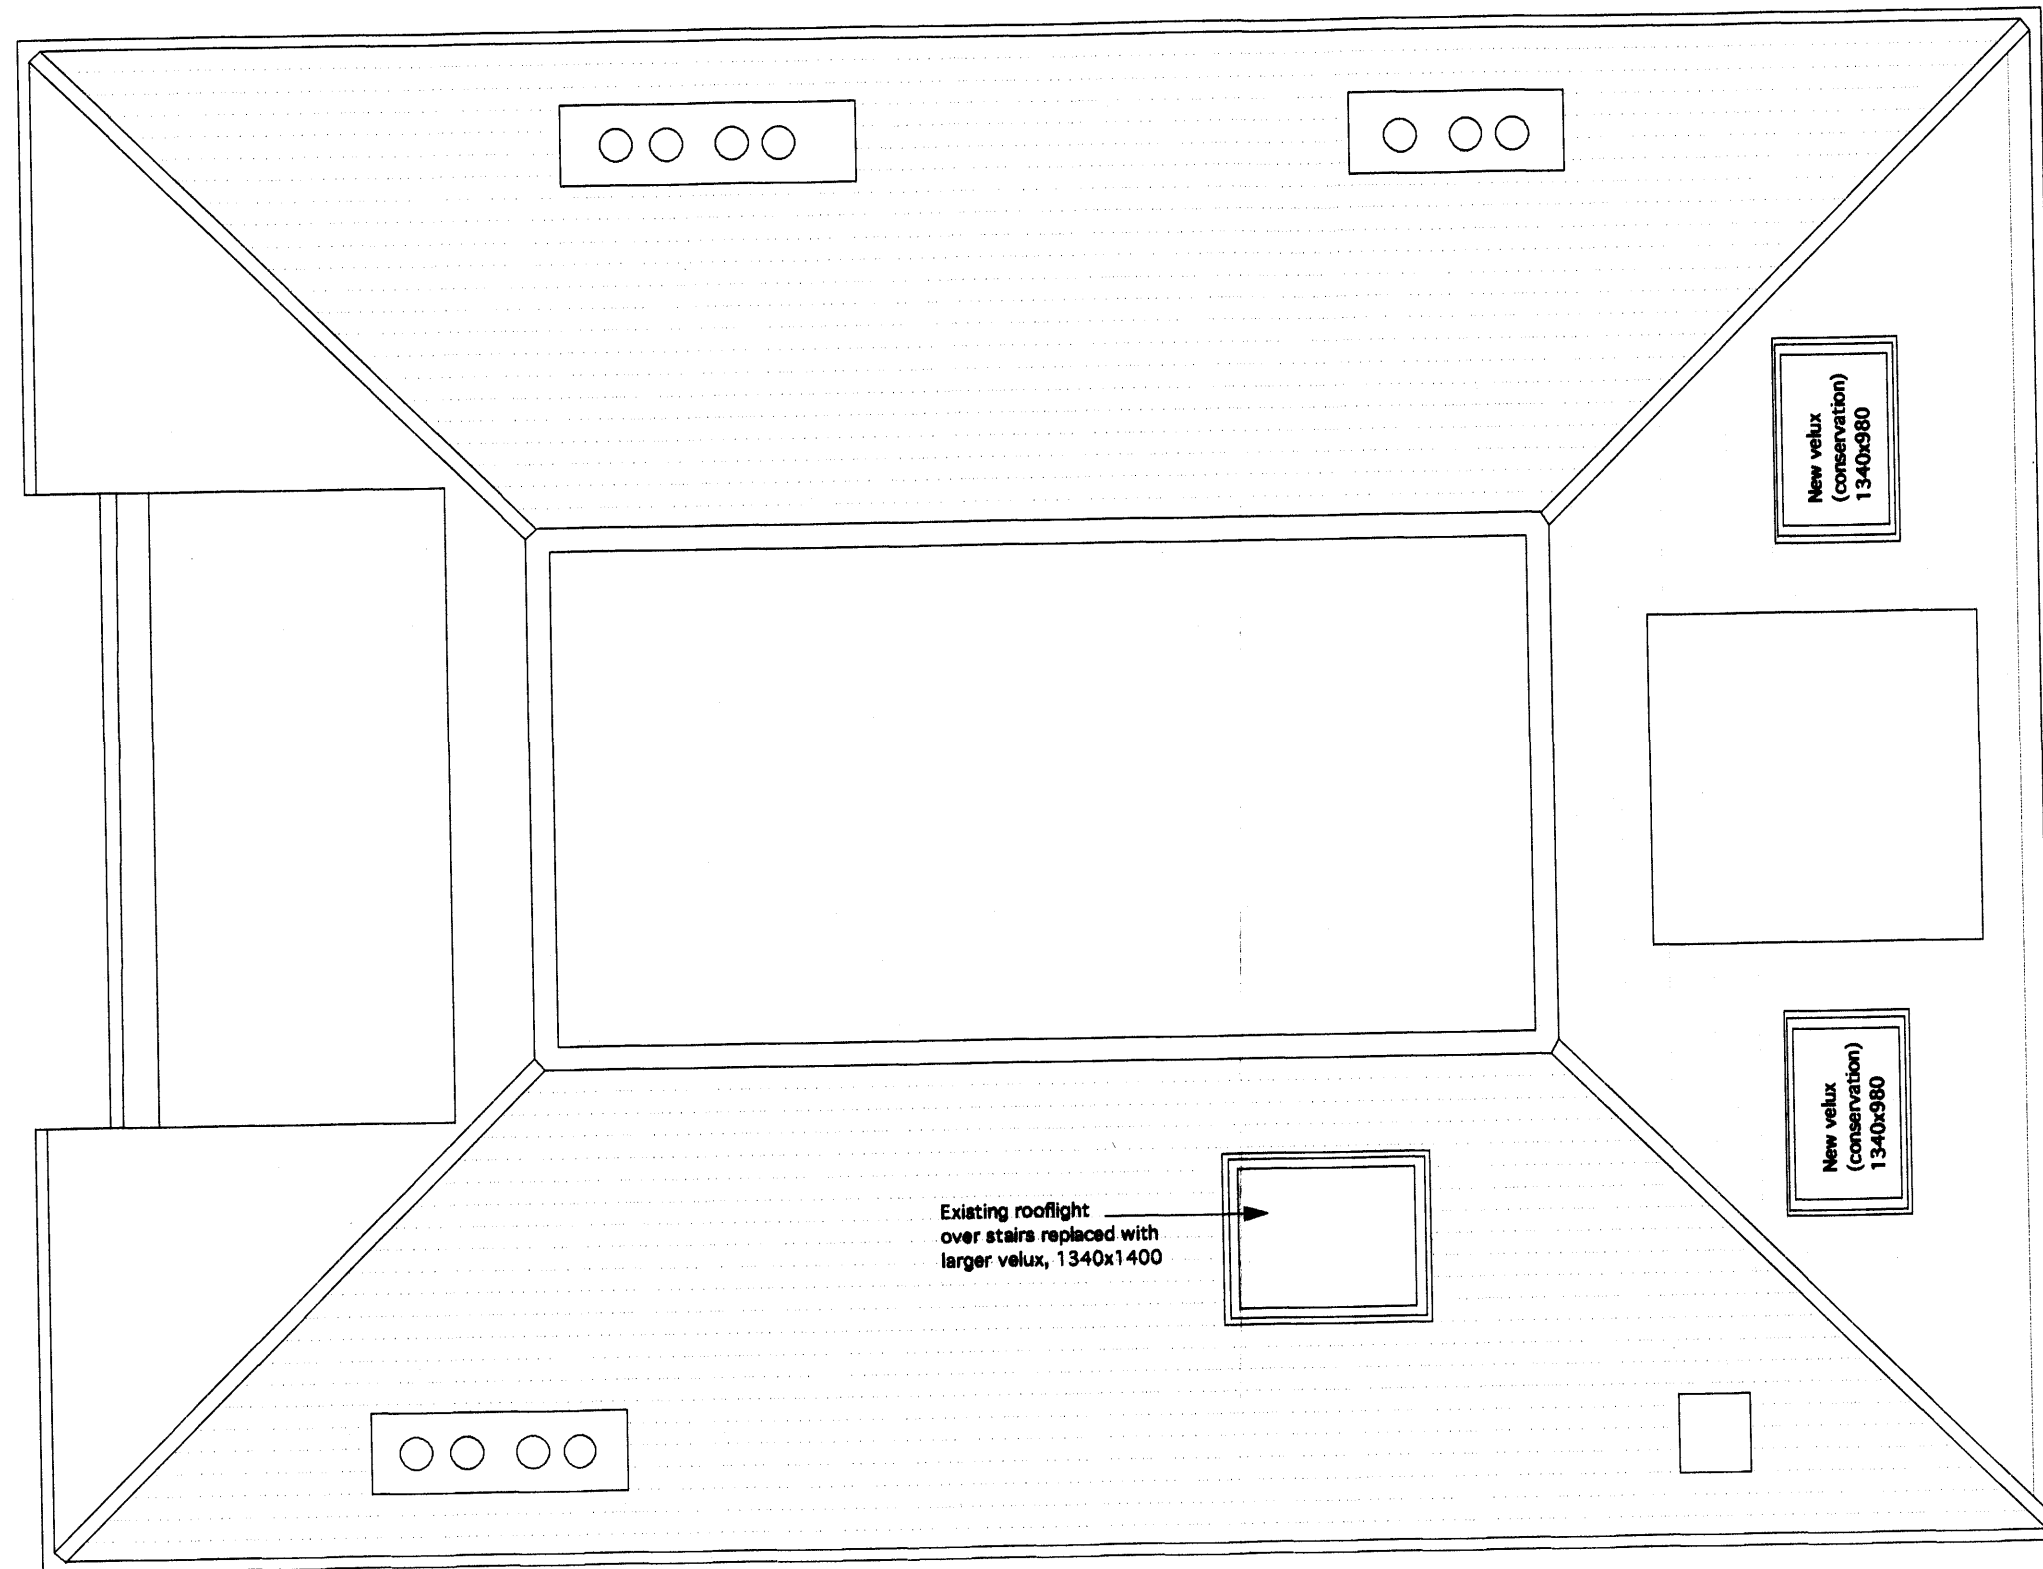 New velux
(conservation)
1340x980
New velux
(conservation)
1340x980
Existing rooflight
over stairs replaced with
larger velux, 1340x1400